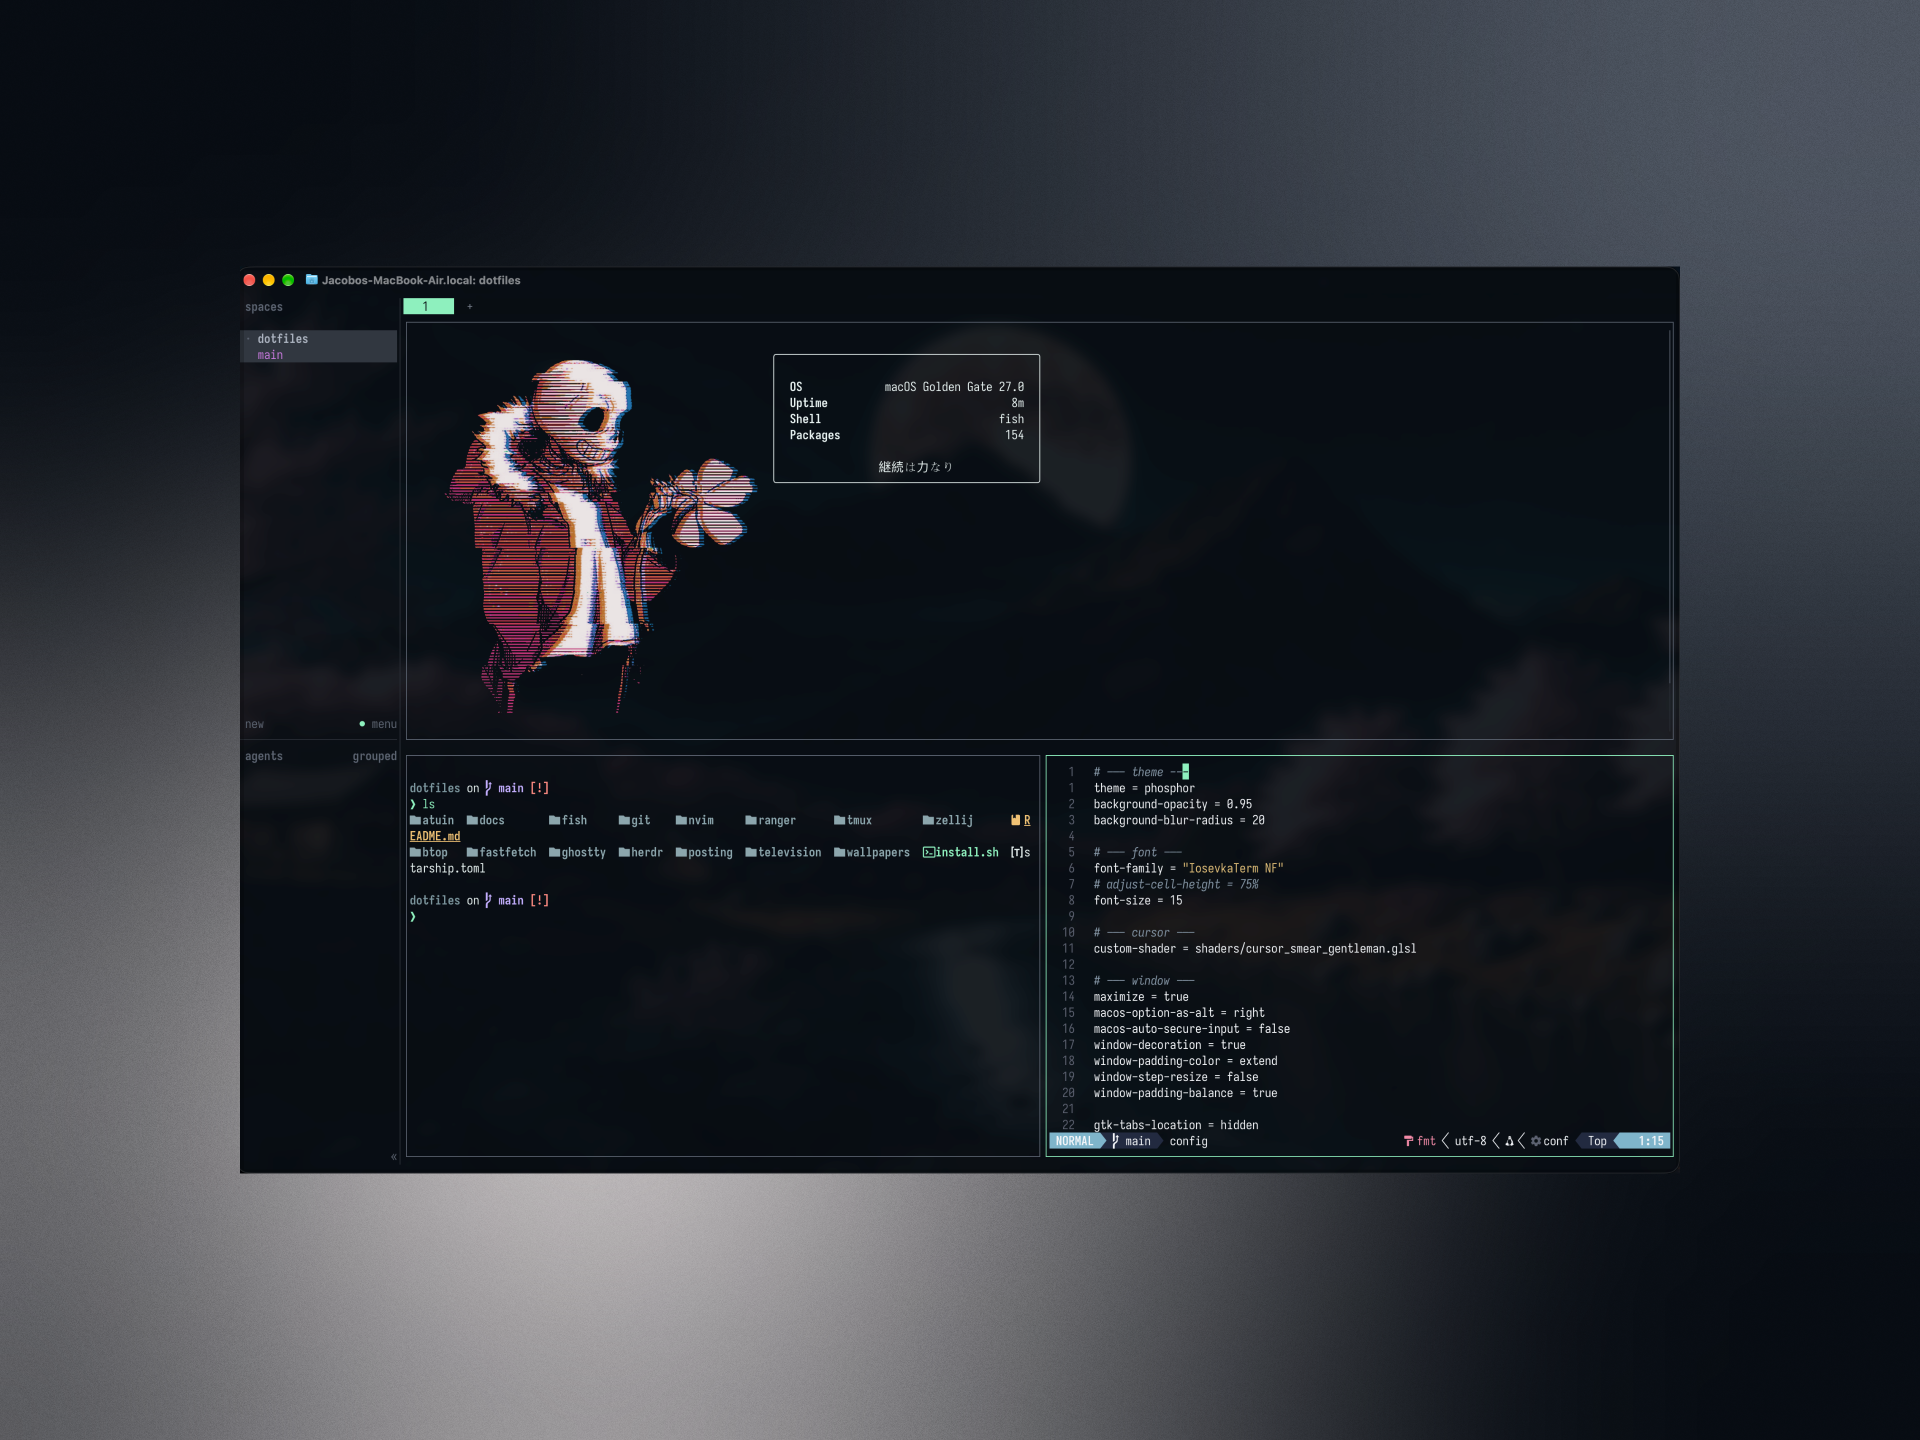 Jacobos-MacBook-Air.local: dotfiles
spaces
1 +
· dotfiles
main
OS macOS Golden Gate 27.0
Uptime 8m
Shell fish
Packages 154
継続は力なり
new ● menu
agents grouped
dotfiles on main [!]
❯ ls
atuin docs fish git nvim ranger tmux zellij R
EADME.md
btop fastfetch ghostty herdr posting television wallpapers install.sh [T]s
tarship.toml
dotfiles on main [!]
❯
«
1 # --- theme ---
1 theme = phosphor
2 background-opacity = 0.95
3 background-blur-radius = 20
4
5 # --- font ---
6 font-family = "IosevkaTerm NF"
7 # adjust-cell-height = 75%
8 font-size = 15
9
10 # --- cursor ---
11 custom-shader = shaders/cursor_smear_gentleman.glsl
12
13 # --- window ---
14 maximize = true
15 macos-option-as-alt = right
16 macos-auto-secure-input = false
17 window-decoration = true
18 window-padding-color = extend
19 window-step-resize = false
20 window-padding-balance = true
21
22 gtk-tabs-location = hidden
NORMAL main config fmt utf-8 conf Top 1:15